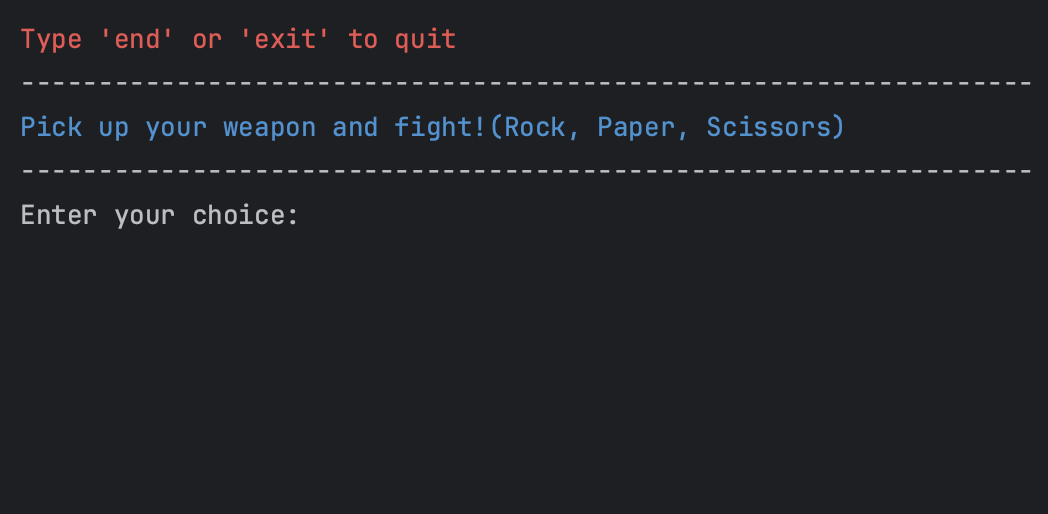 Type 'end' or 'exit' to quit
-----------------------------------------------------------------
Pick up your weapon and fight!(Rock, Paper, Scissors)
-----------------------------------------------------------------
Enter your choice: